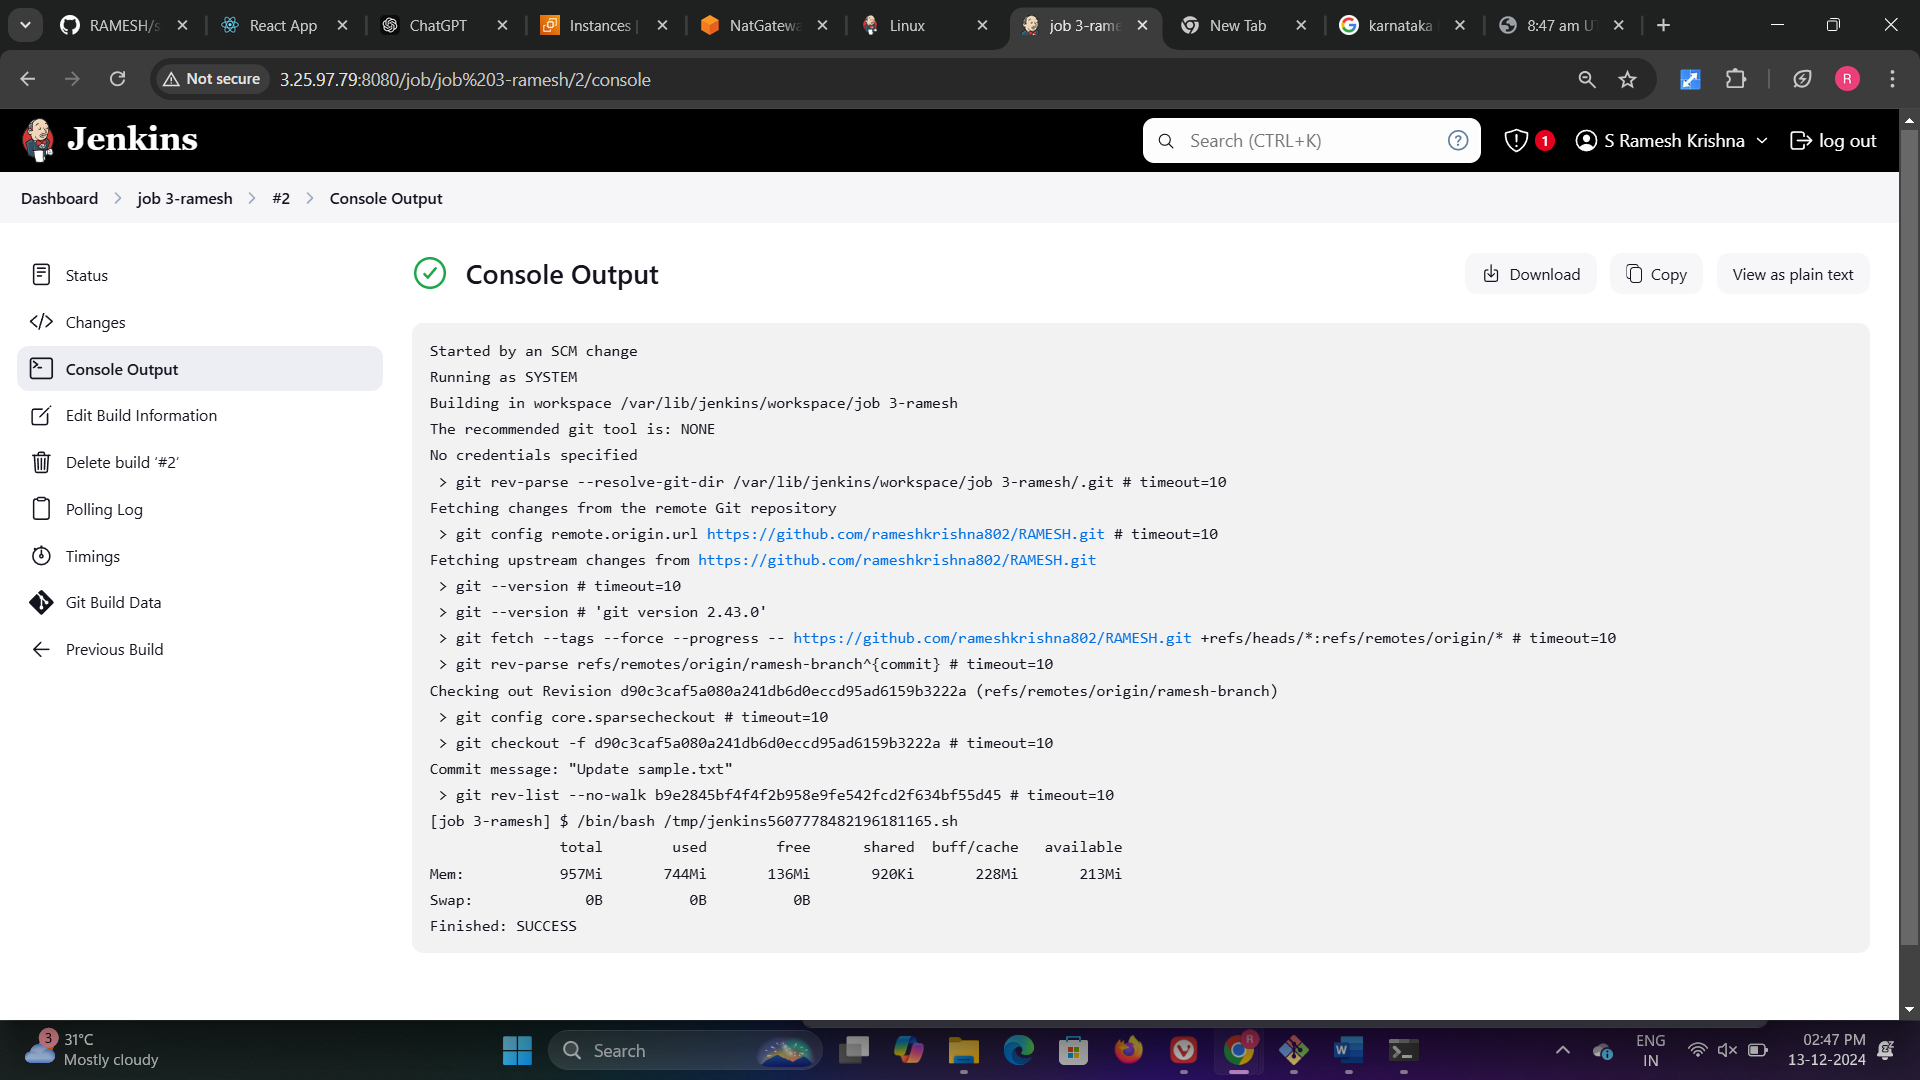 RAMESH/s
React App
ChatGPT
Instances |
NatGatewa
Linux
job 3-rame
New Tab
karnataka
8:47 am U
Not secure
3.25.97.79:8080/job/job%203-ramesh/2/console
R
Jenkins
Search (CTRL+K)
?
1
S Ramesh Krishna
log out
Dashboard
job 3-ramesh
#2
Console Output
Status
Changes
Console Output
Edit Build Information
Delete build ‘#2’
Polling Log
Timings
Git Build Data
Previous Build
Console Output
Download
Copy
View as plain text
Started by an SCM change
Running as SYSTEM
Building in workspace /var/lib/jenkins/workspace/job 3-ramesh
The recommended git tool is: NONE
No credentials specified
> git rev-parse --resolve-git-dir /var/lib/jenkins/workspace/job 3-ramesh/.git # timeout=10
Fetching changes from the remote Git repository
> git config remote.origin.url https://github.com/rameshkrishna802/RAMESH.git # timeout=10
Fetching upstream changes from https://github.com/rameshkrishna802/RAMESH.git
> git --version # timeout=10
> git --version # 'git version 2.43.0'
> git fetch --tags --force --progress -- https://github.com/rameshkrishna802/RAMESH.git +refs/heads/*:refs/remotes/origin/* # timeout=10
> git rev-parse refs/remotes/origin/ramesh-branch^{commit} # timeout=10
Checking out Revision d90c3caf5a080a241db6d0eccd95ad6159b3222a (refs/remotes/origin/ramesh-branch)
> git config core.sparsecheckout # timeout=10
> git checkout -f d90c3caf5a080a241db6d0eccd95ad6159b3222a # timeout=10
Commit message: "Update sample.txt"
> git rev-list --no-walk b9e2845bf4f4f2b958e9fe542fcd2f634bf55d45 # timeout=10
[job 3-ramesh] $ /bin/bash /tmp/jenkins5607778482196181165.sh
total used free shared buff/cache available
Mem: 957Mi 744Mi 136Mi 920Ki 228Mi 213Mi
Swap: 0B 0B 0B
Finished: SUCCESS
3
31°C
Mostly cloudy
Search
R
W
ENG
IN
02:47 PM
13-12-2024